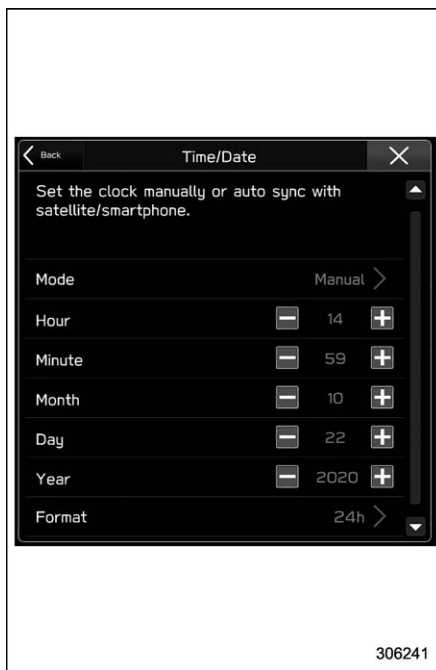 Back Time/Date
Set the clock manually or auto sync with
satellite/smartphone.
Mode Manual
Hour 14
Minute 59
Month 10
Day 22
Year 2020
Format 24h
306241